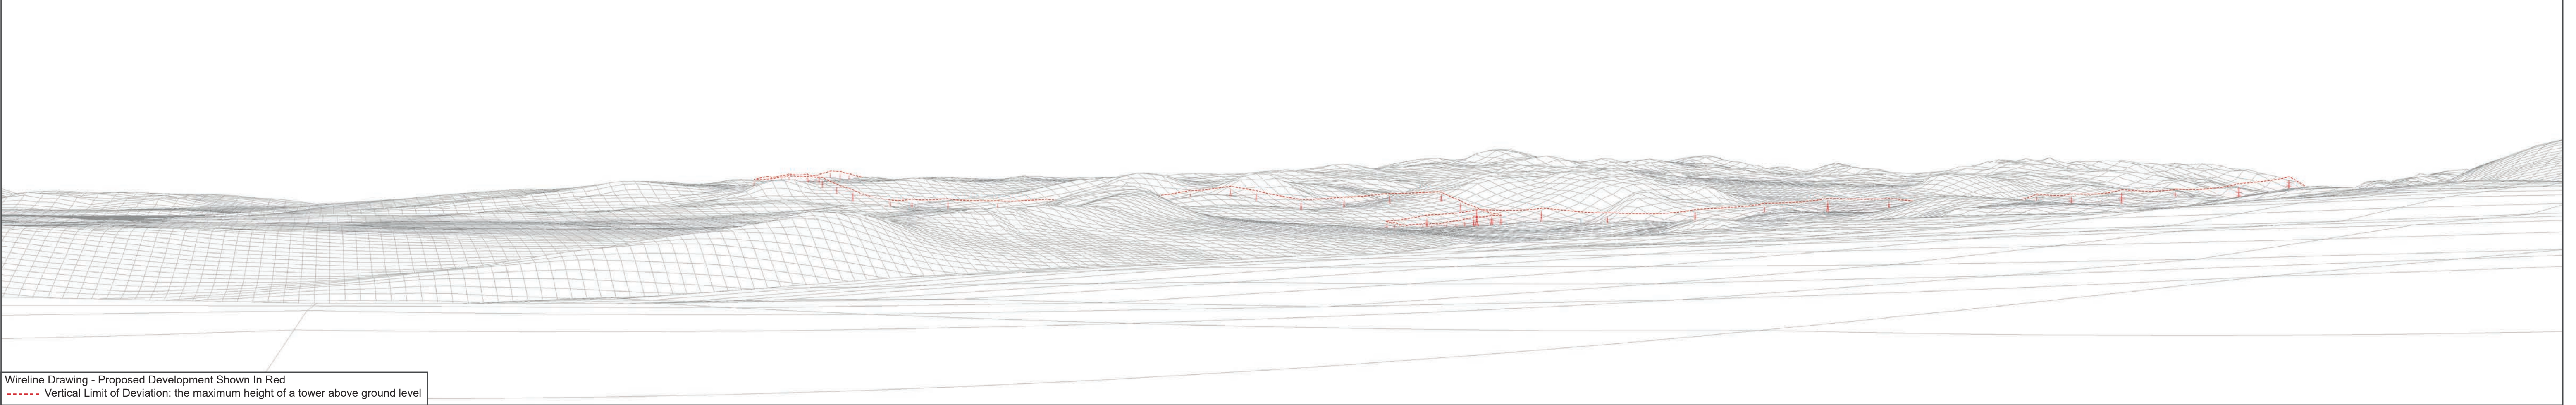 Wireline Drawing - Proposed Development Shown In Red
Vertical Limit of Deviation: the maximum height of a tower above ground level